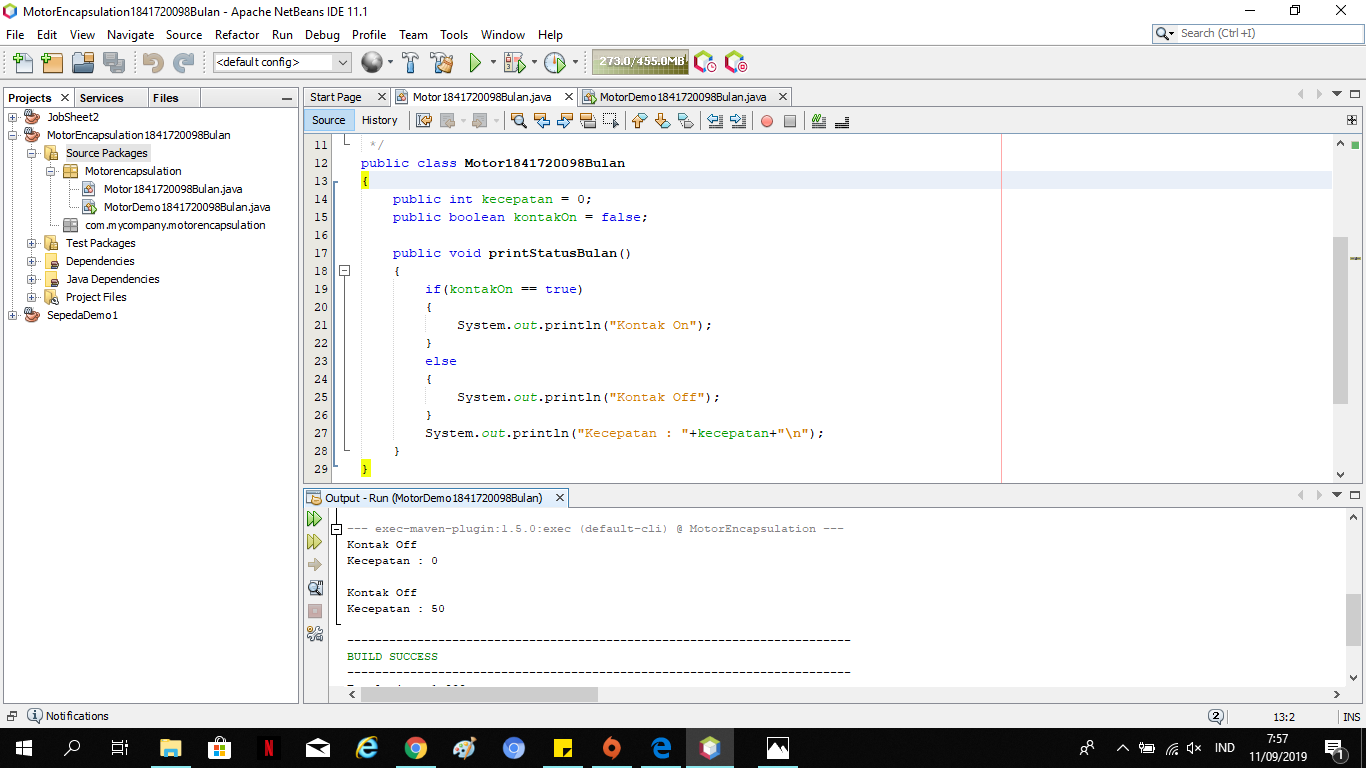 MotorEncapsulation1841720098Bulan - Apache NetBeans IDE 11.1
File Edit View Navigate Source Refactor Run Debug Profile Team Tools Window Help
Search (Ctrl+I)
<default config>
273.0/455.0MB
Projects Services Files
JobSheet2
MotorEncapsulation1841720098Bulan
Source Packages
Motorencapsulation
Motor1841720098Bulan.java
MotorDemo1841720098Bulan.java
com.mycompany.motorencapsulation
Test Packages
Dependencies
Java Dependencies
Project Files
SepedaDemo1
Start Page Motor1841720098Bulan.java MotorDemo1841720098Bulan.java
Source History
11 */
12 public class Motor1841720098Bulan
13 {
14 public int kecepatan = 0;
15 public boolean kontakOn = false;
16
17 public void printStatusBulan()
18 {
19 if(kontakOn == true)
20 {
21 System.out.println("Kontak On");
22 }
23 else
24 {
25 System.out.println("Kontak Off");
26 }
27 System.out.println("Kecepatan : "+kecepatan+"\n");
28 }
29 }
Output - Run (MotorDemo1841720098Bulan)
--- exec-maven-plugin:1.5.0:exec (default-cli) @ MotorEncapsulation ---
Kontak Off
Kecepatan : 0
Kontak Off
Kecepatan : 50
------------------------------------------------------------------------
BUILD SUCCESS
------------------------------------------------------------------------
Notifications
2
13:2 INS
IND
7:57
11/09/2019
1